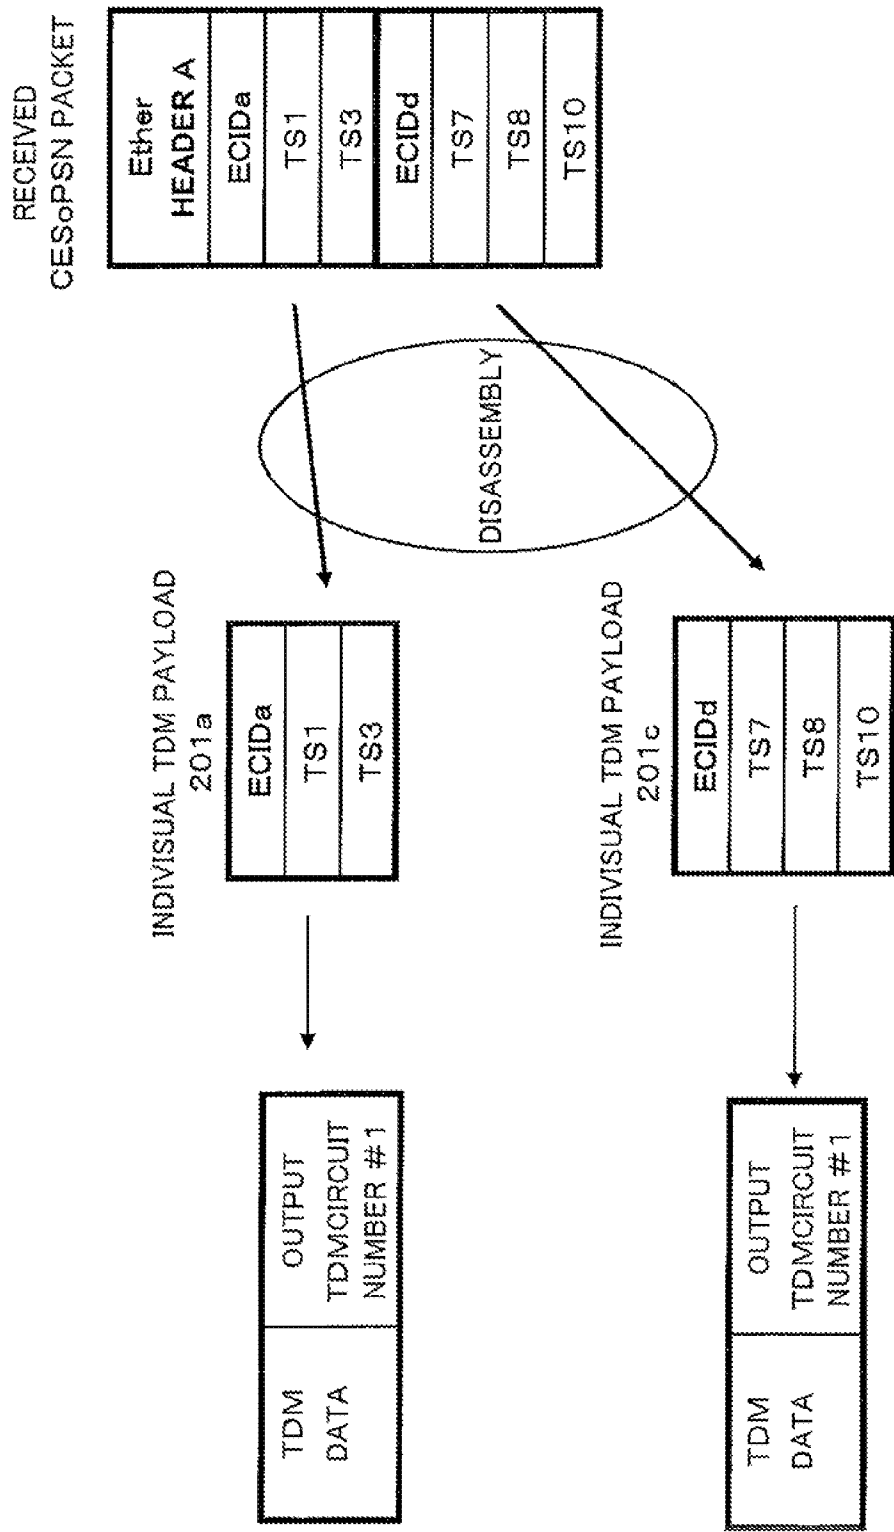 RECEIVED
CESoPSN PACKET
Ether
HEADER A
ECIDa
TS1
TS3
ECIDd
TS7
TS8
TS10
DISASSEMBLY
INDIVISUAL TDM PAYLOAD
201a
ECIDa
TS1
TS3
INDIVISUAL TDM PAYLOAD
201c
ECIDd
TS7
TS8
TS10
OUTPUT
TDMCIRCUIT
NUMBER #1
TDM
DATA
OUTPUT
TDMCIRCUIT
NUMBER #1
TDM
DATA